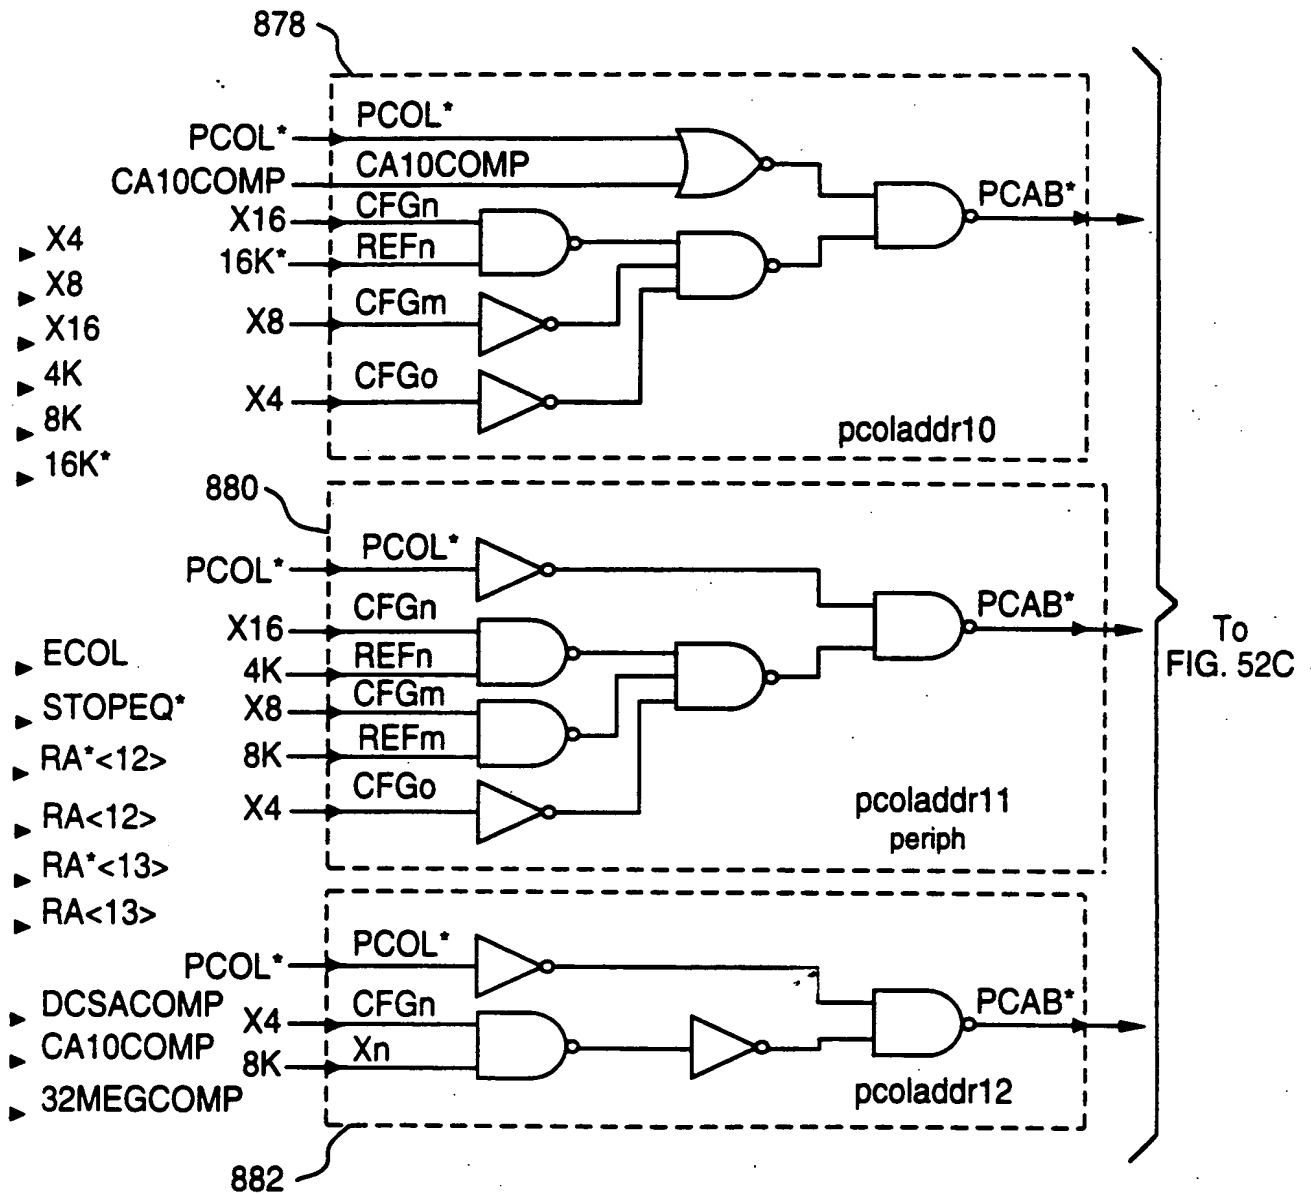 878
PCOL*
PCOL*
CA10COMP
CA10COMP
X16
CFGn
16K*
REFn
X8
CFGm
X4
CFGo
PCAB*
pcoladdr10
X4
X8
X16
4K
8K
16K*
880
PCOL*
PCOL*
X16
CFGn
4K
REFn
X8
CFGm
8K
REFm
X4
CFGo
PCAB*
pcoladdr11
periph
To
FIG. 52C
ECOL
STOPEQ*
RA*<12>
RA<12>
RA*<13>
RA<13>
DCSACOMP
CA10COMP
32MEGCOMP
PCOL*
PCOL*
X4
CFGn
8K
Xn
PCAB*
pcoladdr12
882